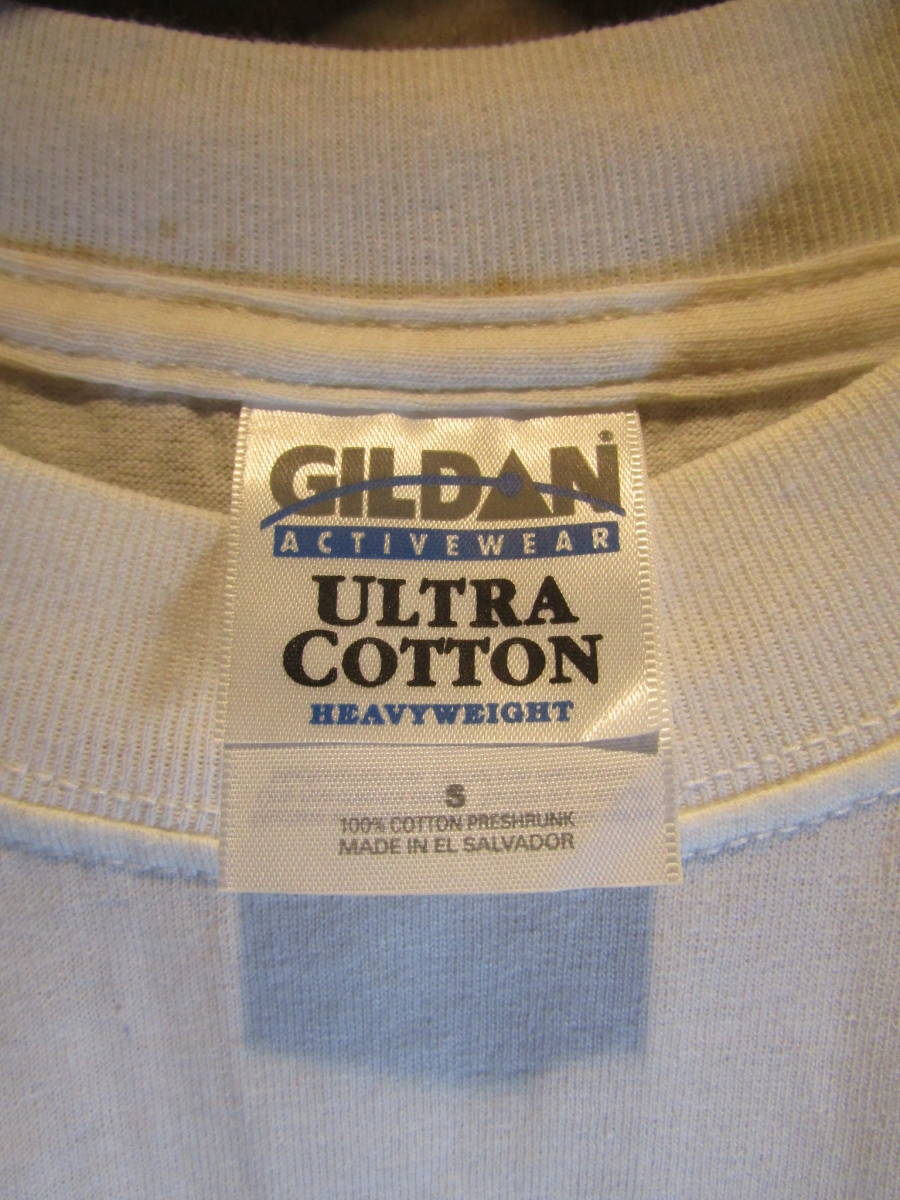 GILDAN®
ACTIVEWEAR
ULTRA
COTTON
HEAVYWEIGHT
S
100% COTTON PRESHRUNK
MADE IN EL SALVADOR